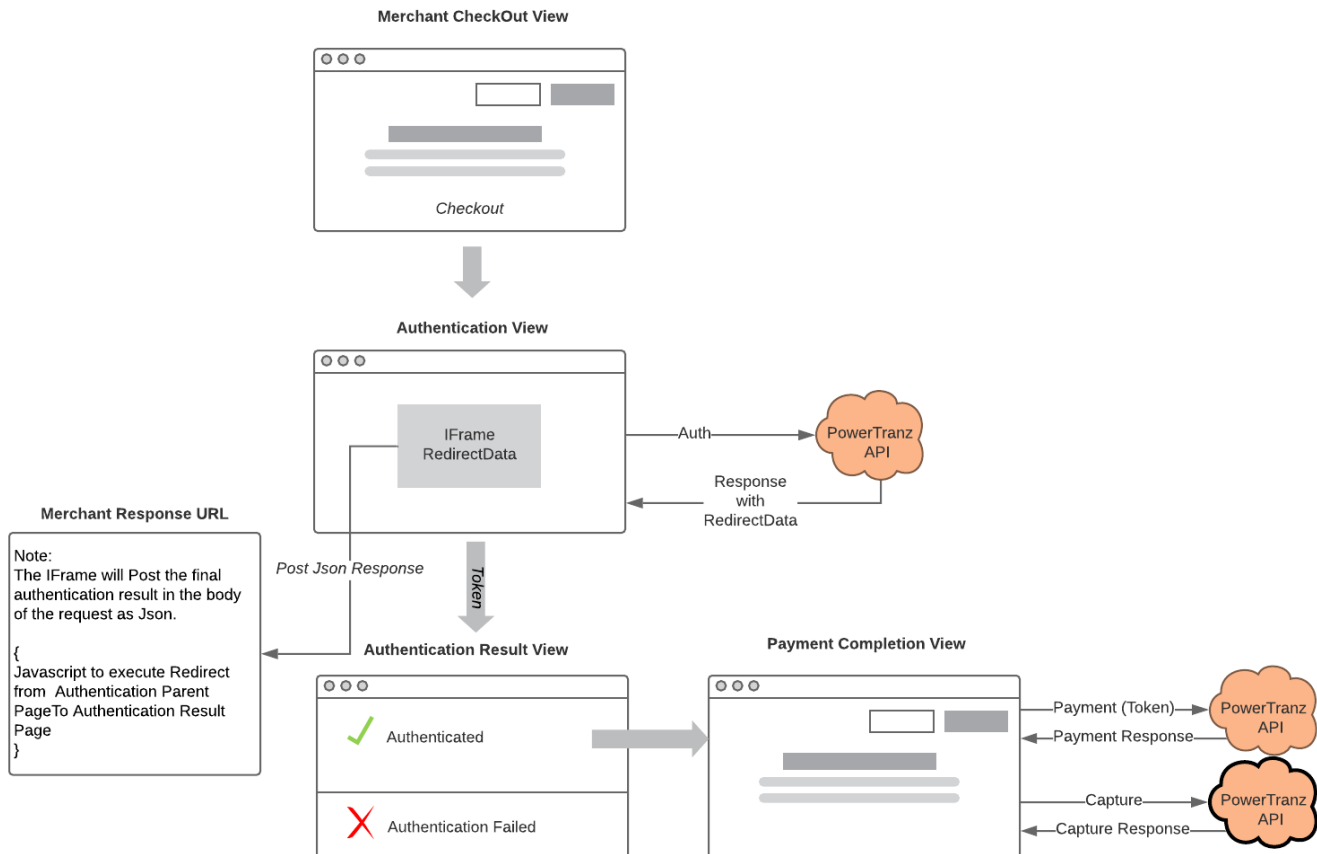 Merchant CheckOut View
Checkout
Authentication View
IFrame
RedirectData
Auth
PowerTranz
API
Response
with
RedirectData
Merchant Response URL
Note:
The IFrame will Post the final
authentication result in the body
of the request as Json.
{
Javascript to execute Redirect
from  Authentication Parent
PageTo Authentication Result
Page
}
Post Json Response
Token
Authentication Result View
Authenticated
Authentication Failed
Payment Completion View
Payment (Token)
Payment Response
PowerTranz
API
Capture
Capture Response
PowerTranz
API